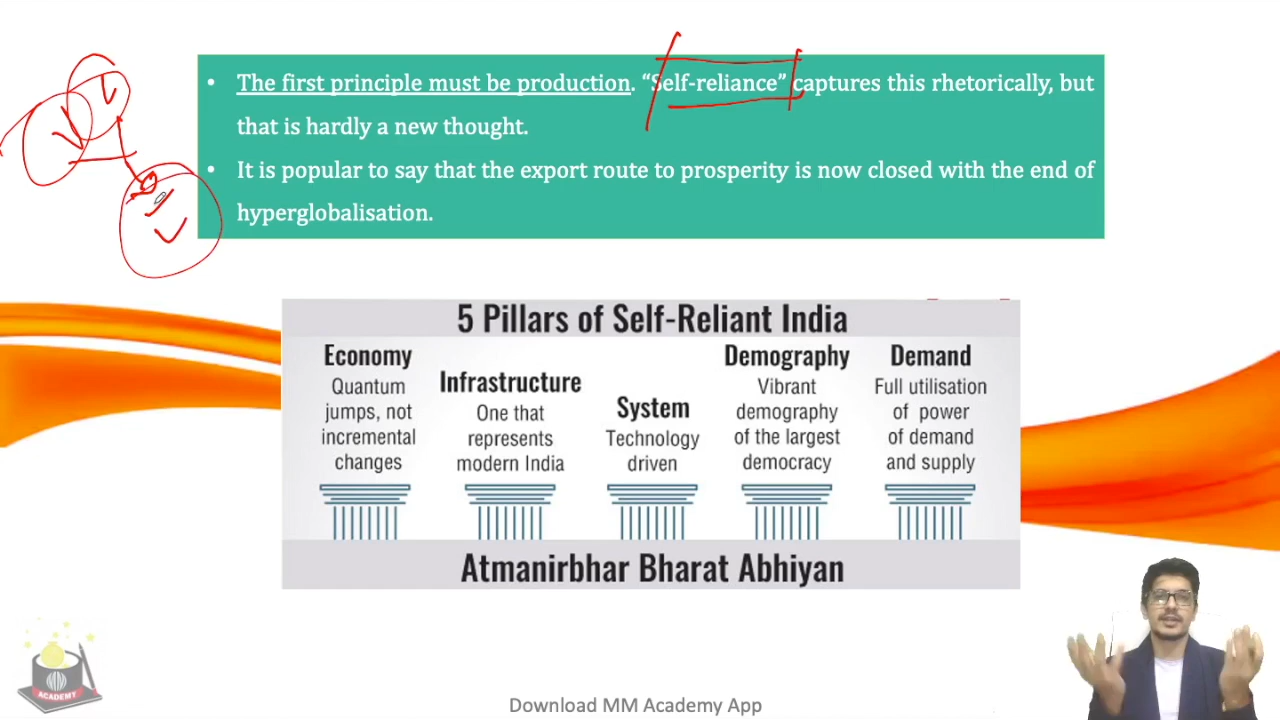 • The first principle must be production. “Self-reliance” captures this rhetorically, but
that is hardly a new thought.
• It is popular to say that the export route to prosperity is now closed with the end of
hyperglobalisation.
5 Pillars of Self-Reliant India
Economy
Quantum
jumps, not
incremental
changes
Infrastructure
One that
represents
modern India
System
Technology
driven
Demography
Vibrant
demography
of the largest
democracy
Demand
Full utilisation
of power
of demand
and supply
Atmanirbhar Bharat Abhiyan
ACADEMY
Download MM Academy App